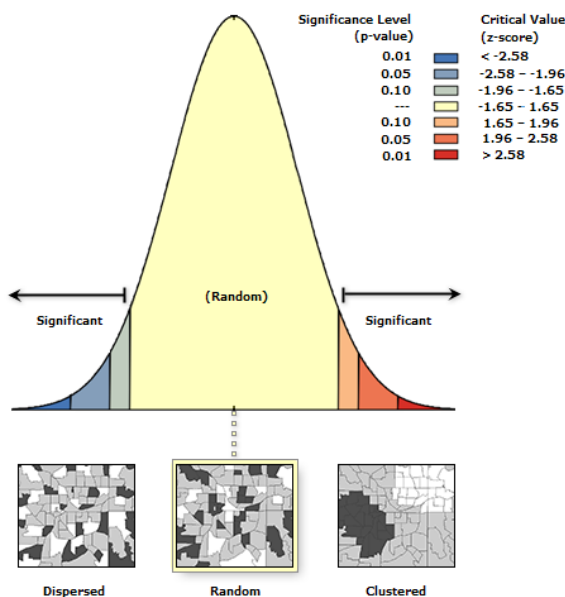 Significance Level
(p-value)
Critical Value
(z-score)
0.01 < -2.58
0.05 -2.58 – -1.96
0.10 -1.96 – -1.65
--- -1.65 – 1.65
0.10 1.65 – 1.96
0.05 1.96 – 2.58
0.01 > 2.58
(Random)
Significant
Significant
Dispersed
Random
Clustered